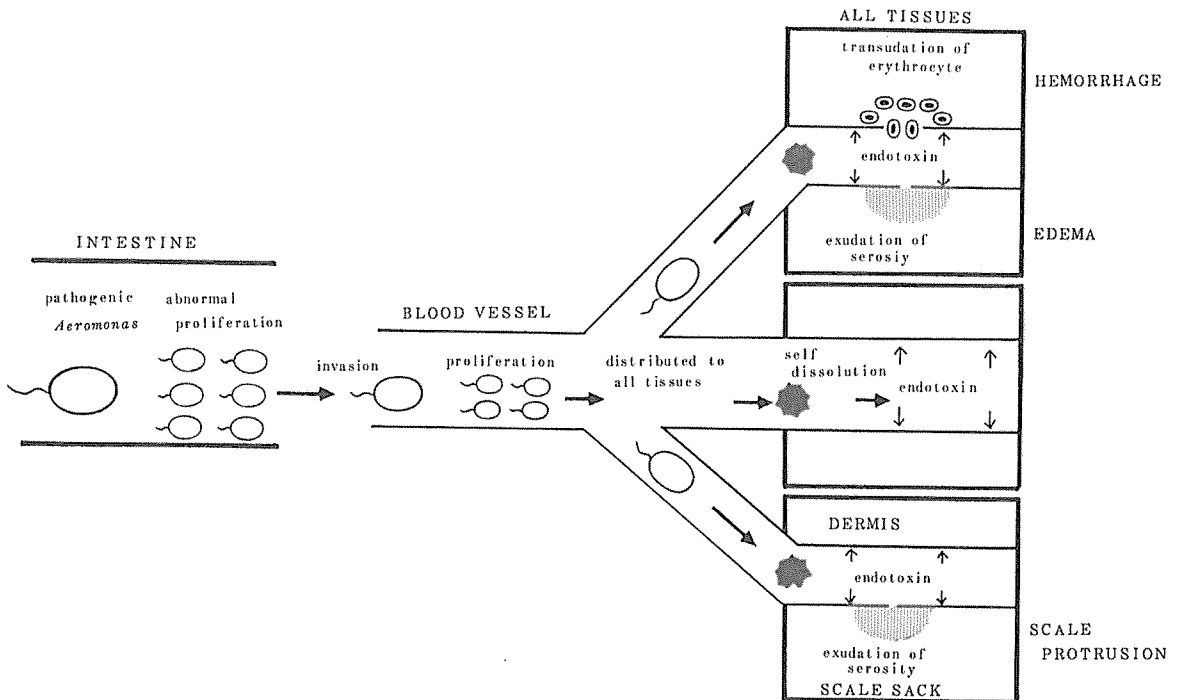 ALL TISSUES
transudation of
erythrocyte
HEMORRHAGE
endotoxin
exudation of
serosiy
EDEMA
INTESTINE
pathogenic
Aeromonas
abnormal
proliferation
invasion
BLOOD VESSEL
proliferation
distributed to
all tissues
self
dissolution
endotoxin
DERMIS
endotoxin
exudation of
serosity
SCALE SACK
SCALE
PROTRUSION